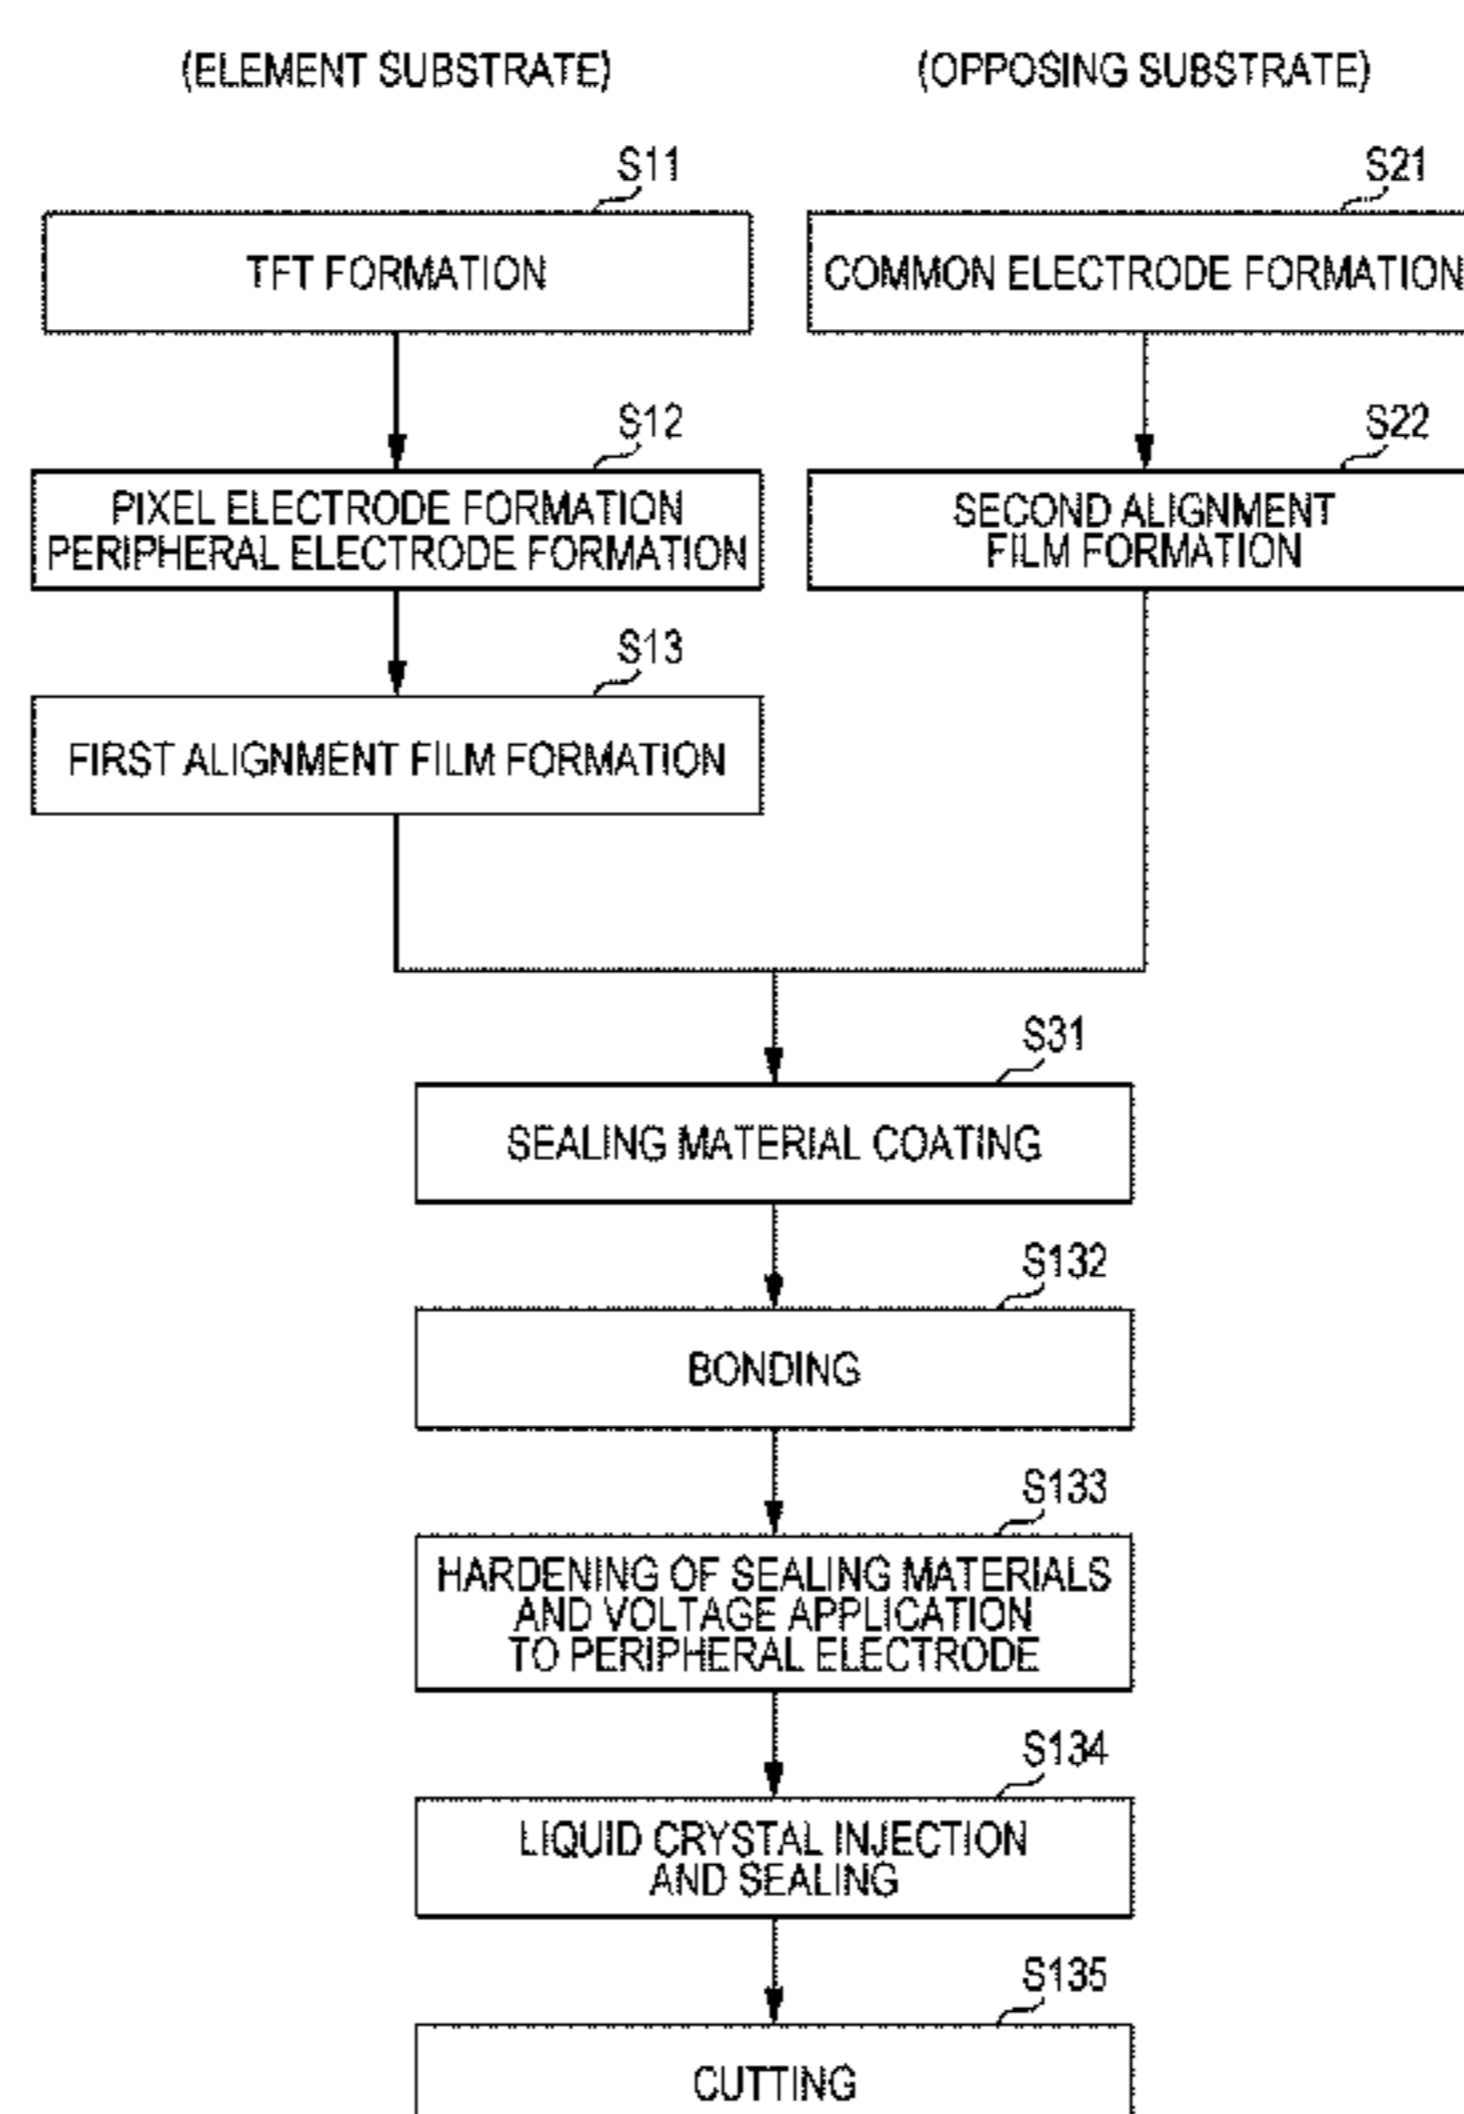 (ELEMENT SUBSTRATE)
(OPPOSING SUBSTRATE)
S11
S21
TFT FORMATION
COMMON ELECTRODE FORMATION
S12
S22
PIXEL ELECTRODE FORMATION
PERIPHERAL ELECTRODE FORMATION
SECOND ALIGNMENT
FILM FORMATION
S13
FIRST ALIGNMENT FILM FORMATION
S31
SEALING MATERIAL COATING
S132
BONDING
S133
HARDENING OF SEALING MATERIALS
AND VOLTAGE APPLICATION
TO PERIPHERAL ELECTRODE
S134
LIQUID CRYSTAL INJECTION
AND SEALING
S135
CUTTING